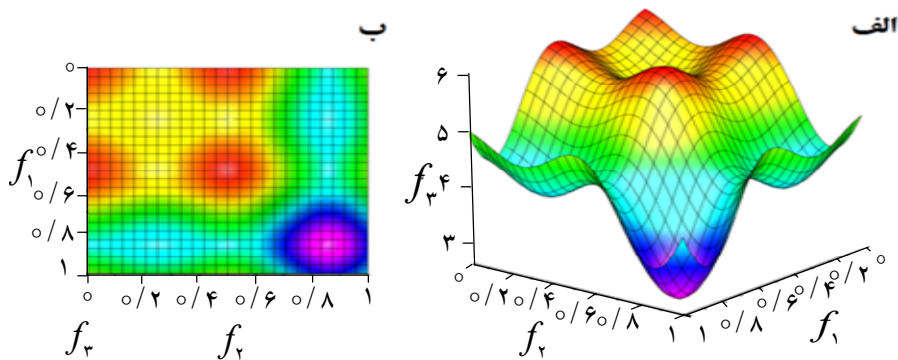 الف
ب
۶
۵
۴
۳
f۳
۰ ۰/۲ ۰/۴ ۰/۶ ۰/۸ ۱
f۲
۱ ۰/۸ ۰/۶ ۰/۴ ۰/۲ ۰
f۱
۰
۰/۲
۰/۴
۰/۶
۰/۸
۱
f۱
۰ ۰/۲ ۰/۴ ۰/۶ ۰/۸ ۱
f۳ f۲